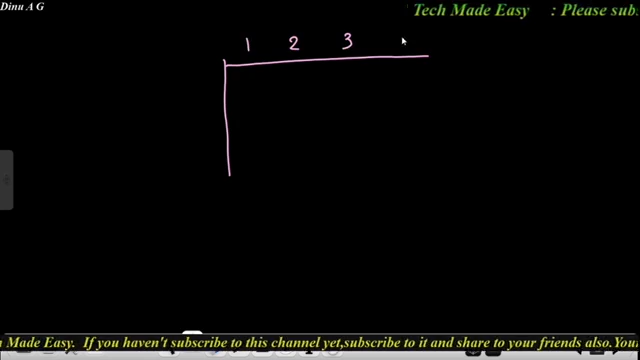 Dinu A G
Tech Made Easy : Please sub
1 2 3
Made Easy. If you haven't subscribe to this channel yet,subscribe to it and share to your friends also.